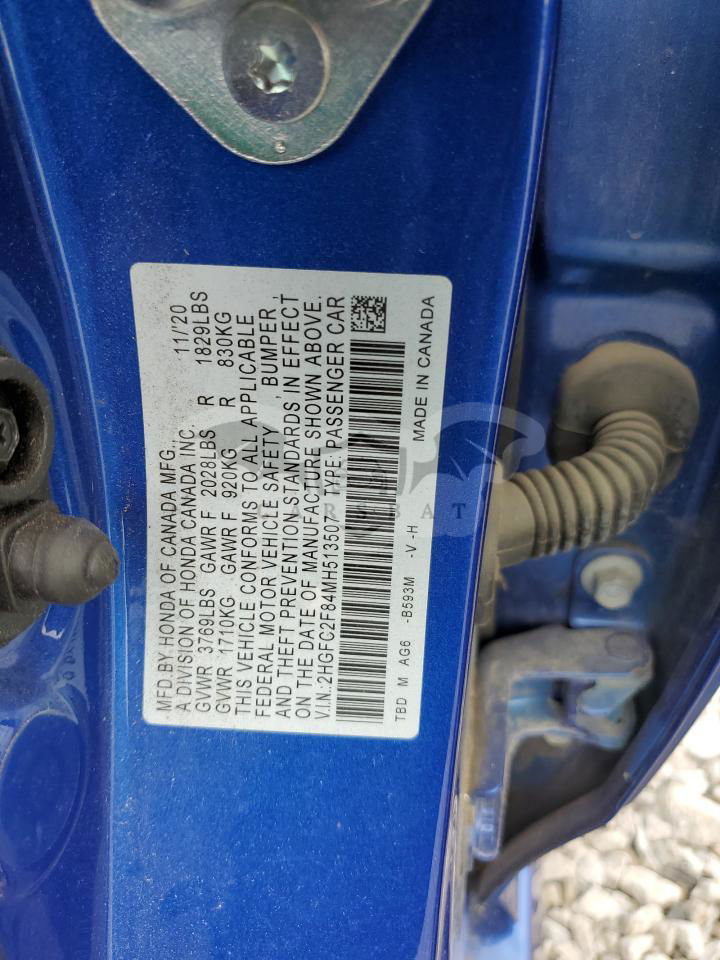 MFD.BY HONDA OF CANADA MFG., 11/'20
A DIVISION OF HONDA CANADA INC.
GVWR 3769LBS GAWR F 2028LBS R 1829LBS
GVWR 1710KG GAWR F 920KG R 830KG
THIS VEHICLE CONFORMS TO ALL APPLICABLE
FEDERAL MOTOR VEHICLE SAFETY, BUMPER,
AND THEFT PREVENTION STANDARDS IN EFFECT
ON THE DATE OF MANUFACTURE SHOWN ABOVE.
V.I.N.:2HGFC2F84MH513507 TYPE:PASSENGER CAR
TBD M AG6 -B593M -V -H
MADE IN CANADA
CARSBAT